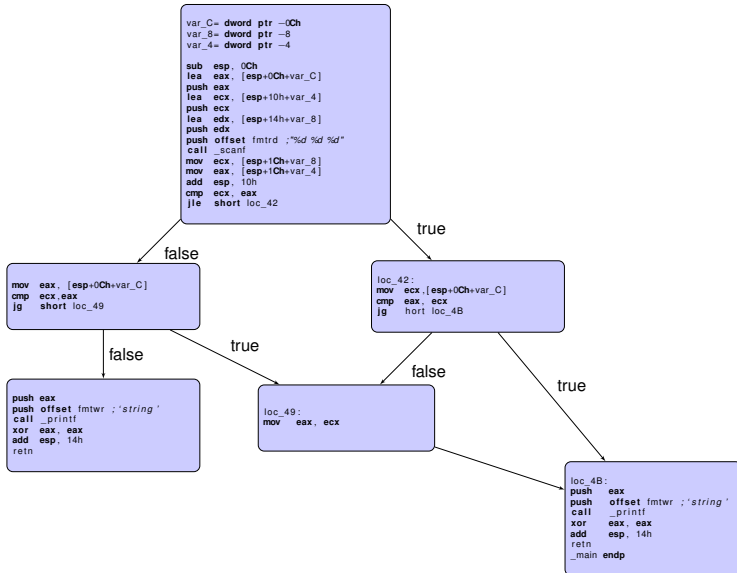 var_C= dword ptr −0Ch
var_8= dword ptr −8
var_4= dword ptr −4
sub esp, 0Ch
lea eax, [esp+0Ch+var_C]
push eax
lea ecx, [esp+10h+var_4]
push ecx
lea edx, [esp+14h+var_8]
push edx
push offset fmtrd ;"%d %d %d"
call _scanf
mov ecx, [esp+1Ch+var_8]
mov eax, [esp+1Ch+var_4]
add esp, 10h
cmp ecx, eax
jle short loc_42
false
true
mov eax, [esp+0Ch+var_C]
cmp ecx,eax
jg short loc_49
loc_42:
mov ecx,[esp+0Ch+var_C]
cmp eax, ecx
jg hort loc_4B
false
true
false
true
push eax
push offset fmtwr ;'string'
call _printf
xor eax, eax
add esp, 14h
retn
loc_49:
mov eax, ecx
loc_4B:
push eax
push offset fmtwr ;'string'
call _printf
xor eax, eax
add esp, 14h
retn
_main endp